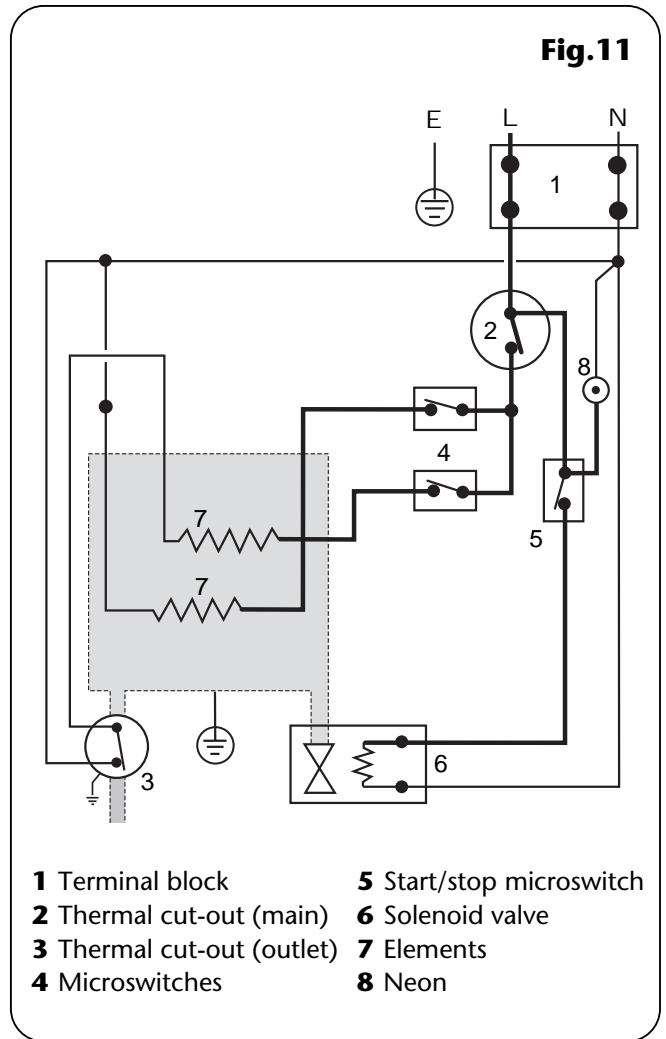 Fig.11
E L N
1
2
8
4
5
7
7
6
3
1 Terminal block
2 Thermal cut-out (main)
3 Thermal cut-out (outlet)
4 Microswitches
5 Start/stop microswitch
6 Solenoid valve
7 Elements
8 Neon